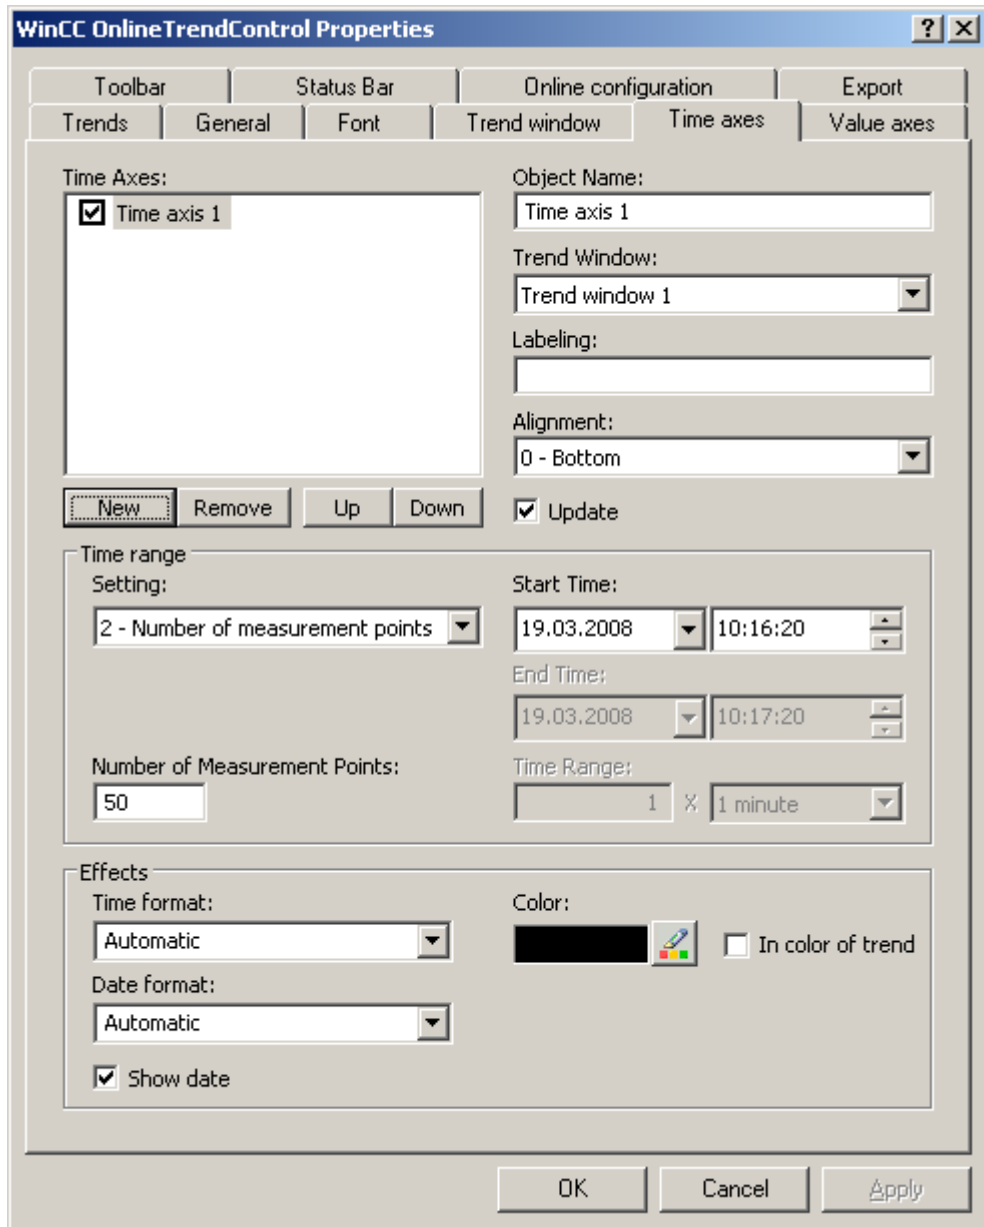 WinCC OnlineTrendControl Properties
Toolbar Status Bar Online configuration Export
Trends General Font Trend window Time axes Value axes
Time Axes:
Time axis 1
New Remove Up Down
Object Name:
Time axis 1
Trend Window:
Trend window 1
Labeling:
Alignment:
0 - Bottom
Update
Time range
Setting:
2 - Number of measurement points
Number of Measurement Points:
50
Start Time:
19.03.2008 10:16:20
End Time:
19.03.2008 10:17:20
Time Range:
1 X 1 minute
Effects
Time format:
Automatic
Date format:
Automatic
Show date
Color:
In color of trend
OK Cancel Apply